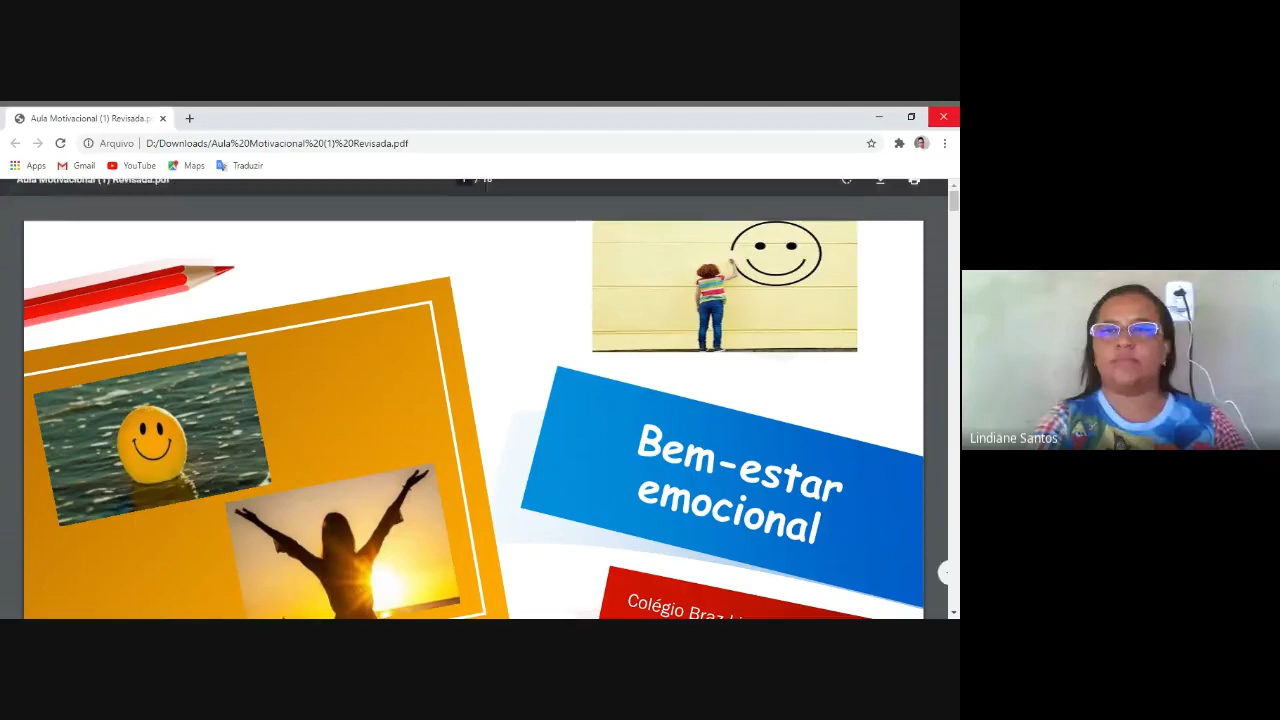 Aula Motivacional (1) Revisada.p
Arquivo
D:/Downloads/Aula%20Motivacional%20(1)%20Revisada.pdf
Apps
Gmail
YouTube
Maps
Traduzir
Aula Motivacional (1) Revisada.pdf
Bem-estar
emocional
Colégio Braz
Lindiane Santos